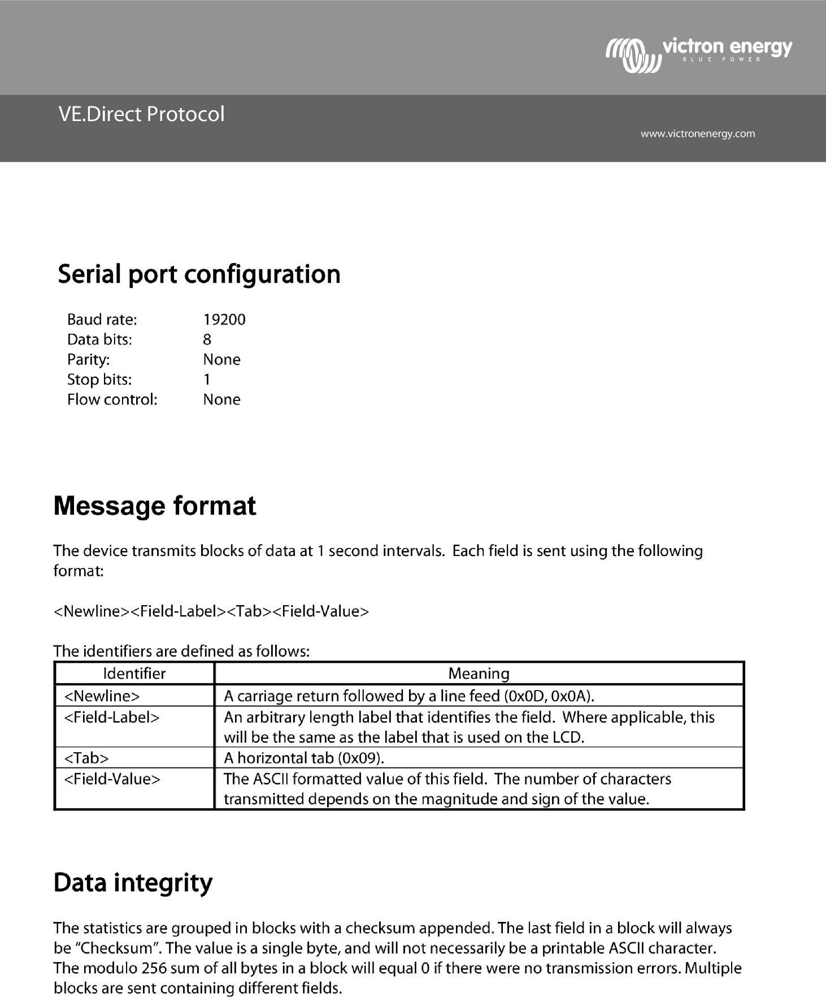 victron energy
BLUE POWER
VE.Direct Protocol
www.victronenergy.com
Serial port configuration
Baud rate: 19200
Data bits: 8
Parity: None
Stop bits: 1
Flow control: None
Message format
The device transmits blocks of data at 1 second intervals.  Each field is sent using the following
format:
<Newline><Field-Label><Tab><Field-Value>
The identifiers are defined as follows:
Identifier Meaning
<Newline> A carriage return followed by a line feed (0x0D, 0x0A).
<Field-Label> An arbitrary length label that identifies the field.  Where applicable, this
will be the same as the label that is used on the LCD.
<Tab> A horizontal tab (0x09).
<Field-Value> The ASCII formatted value of this field.  The number of characters
transmitted depends on the magnitude and sign of the value.
Data integrity
The statistics are grouped in blocks with a checksum appended. The last field in a block will always
be “Checksum”. The value is a single byte, and will not necessarily be a printable ASCII character.
The modulo 256 sum of all bytes in a block will equal 0 if there were no transmission errors. Multiple
blocks are sent containing different fields.